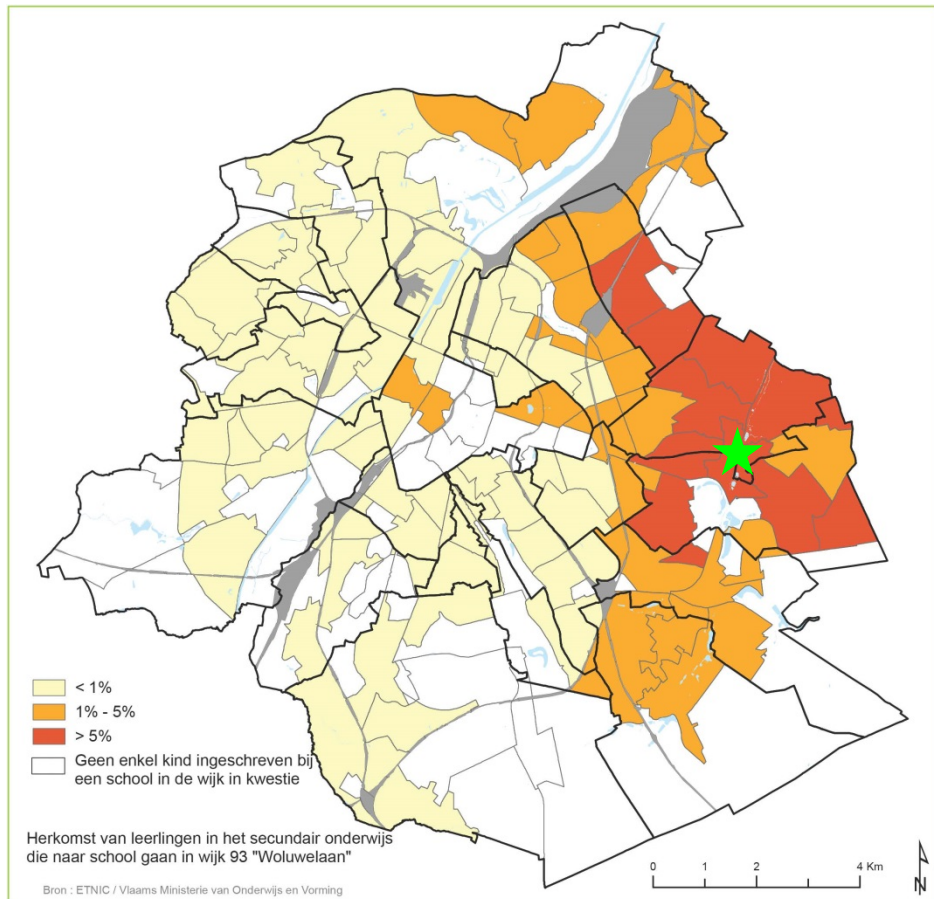 < 1%
1% - 5%
> 5%
Geen enkel kind ingeschreven bij
een school in de wijk in kwestie
Herkomst van leerlingen in het secundair onderwijs
die naar school gaan in wijk 93 "Woluwelaan"
Bron : ETNIC / Vlaams Ministerie van Onderwijs en Vorming
0 2 4 Km
N